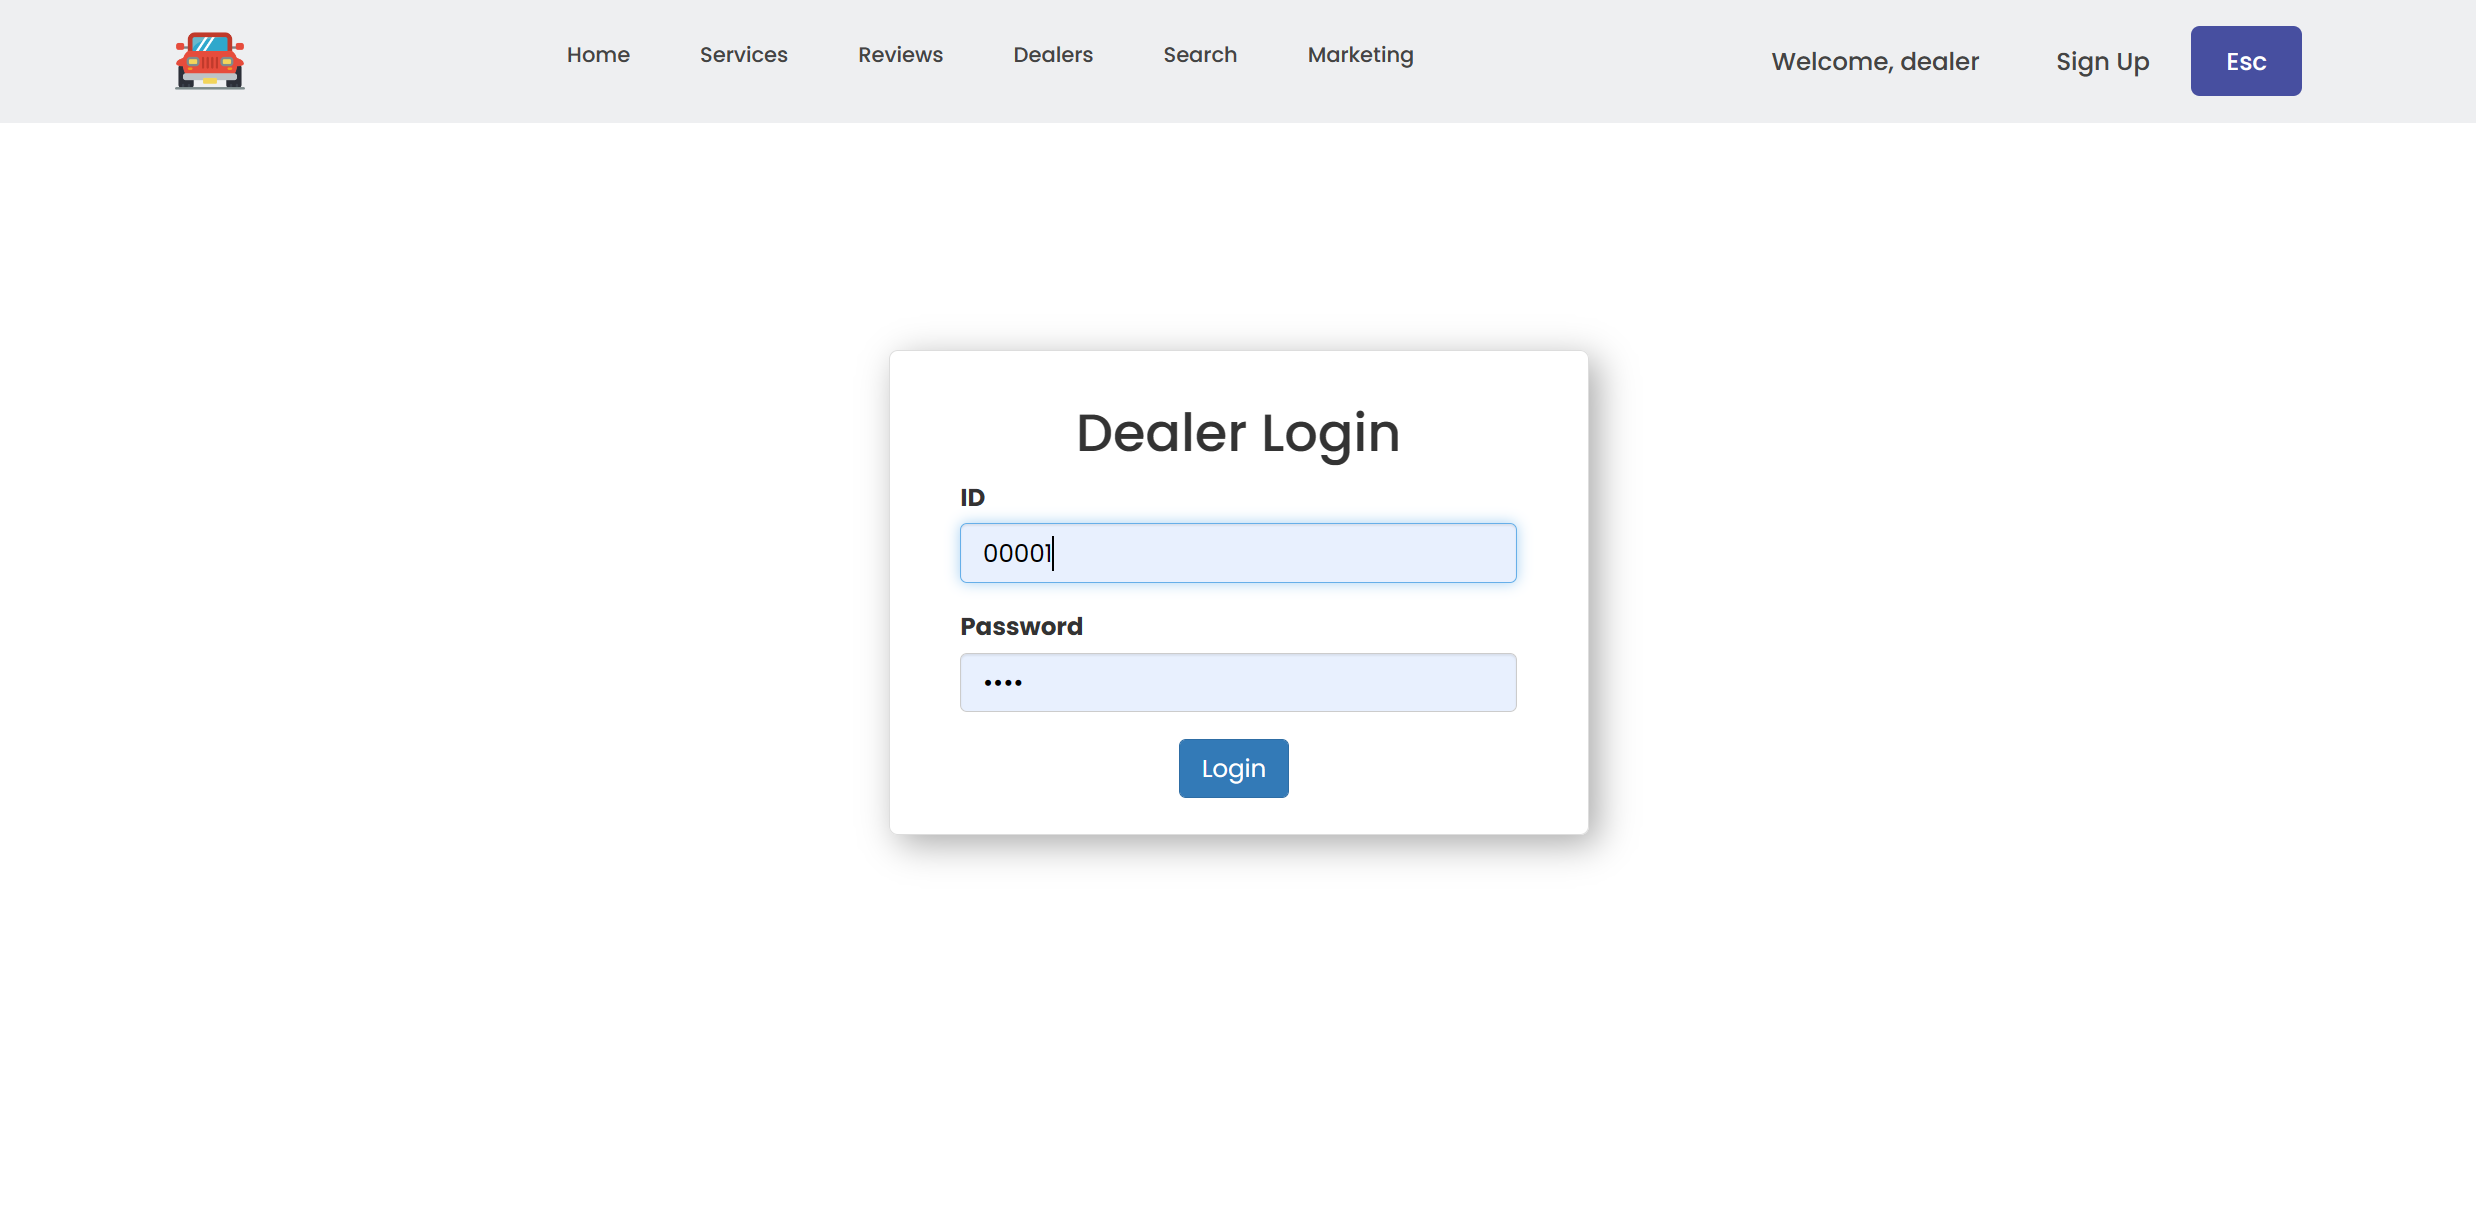 Home Services Reviews Dealers Search Marketing Welcome, dealer Sign Up Esc
Dealer Login
ID
00001
Password
••••
Login